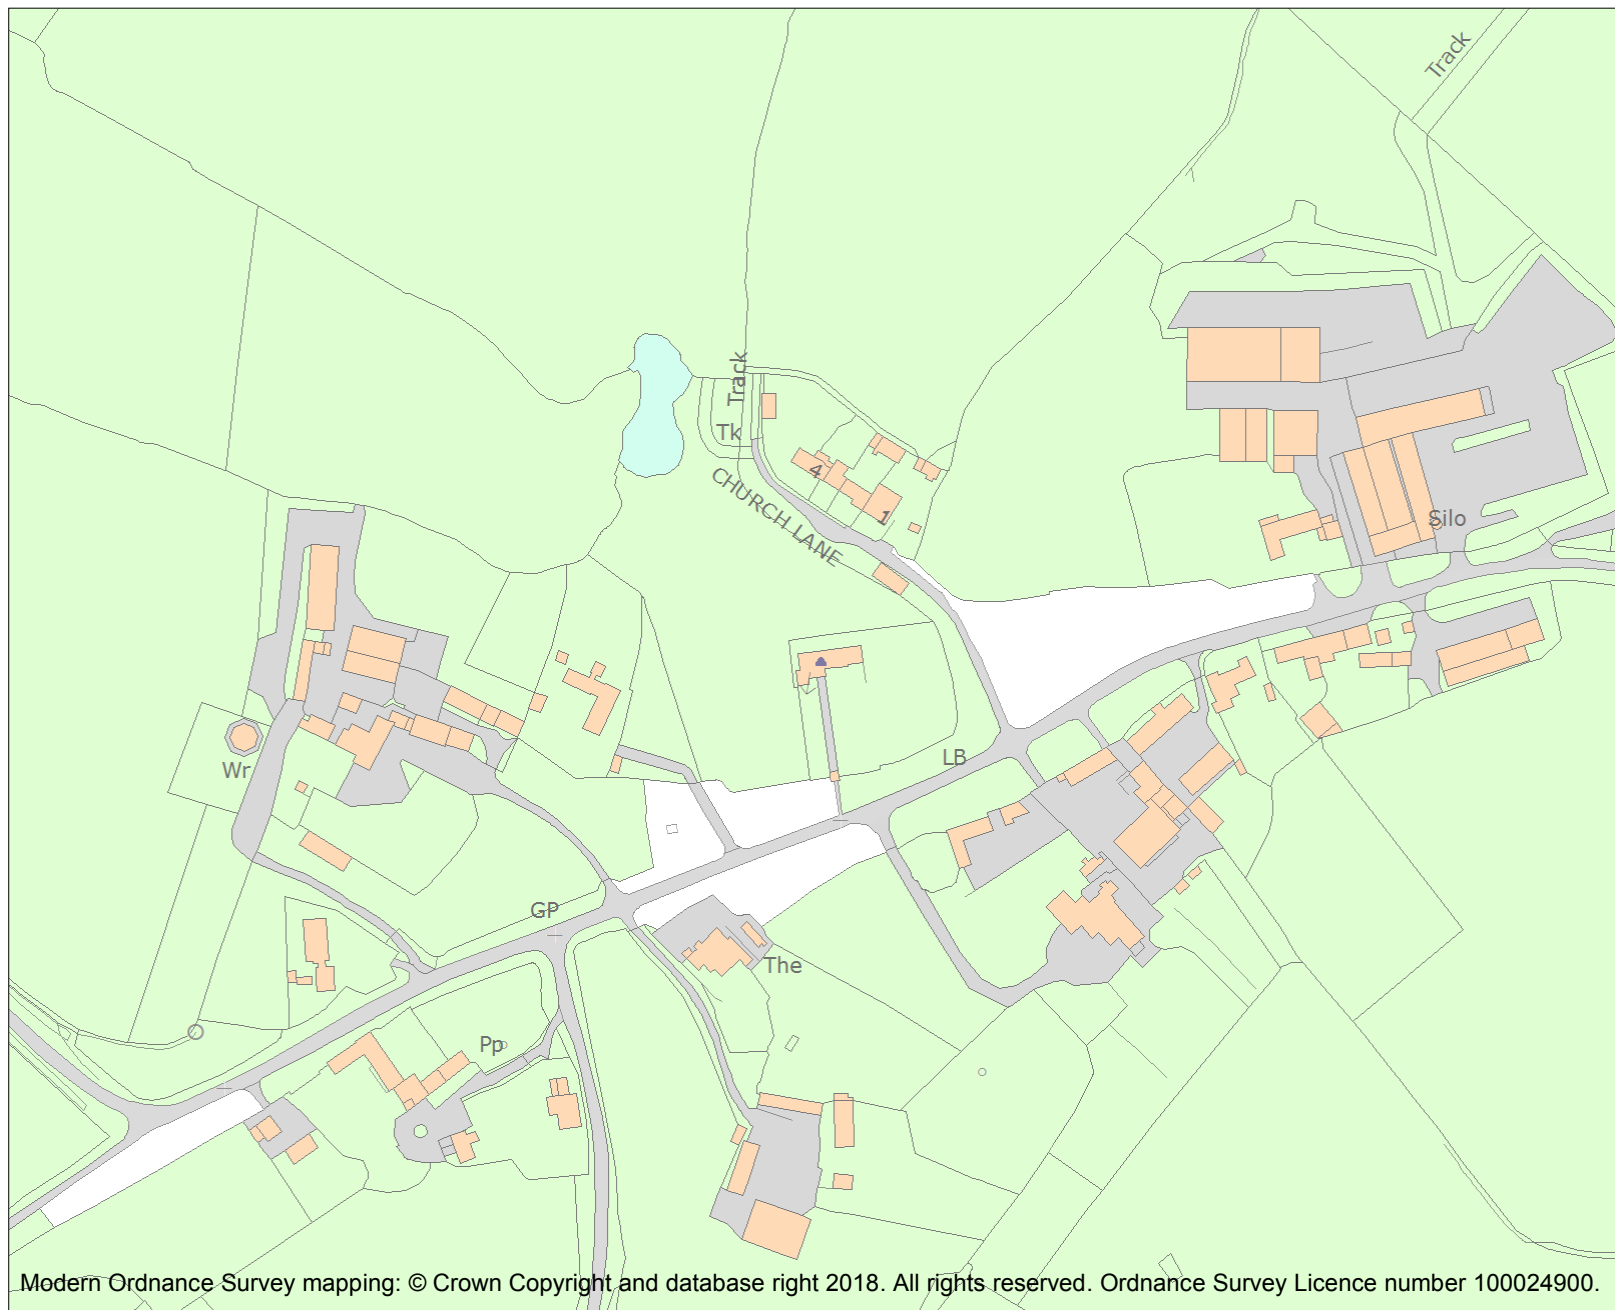 Track
Track
Tk
4
CHURCH LANE
1
Silo
Wr
LB
GP
The
Pp
Modern Ordnance Survey mapping: © Crown Copyright and database right 2018. All rights reserved. Ordnance Survey Licence number 100024900.